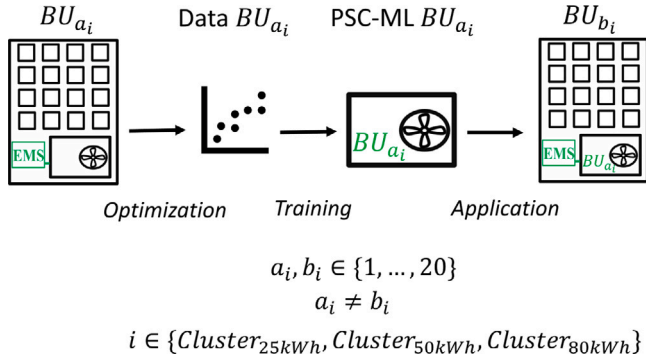 BU_{a_i} Data BU_{a_i} PSC-ML BU_{a_i} BU_{b_i}
EMS BU_{a_i} EMS BU_{a_i}
Optimization Training Application
a_i, b_i ∈ {1, ..., 20}
a_i ≠ b_i
i ∈ {Cluster_{25kWh}, Cluster_{50kWh}, Cluster_{80kWh}}